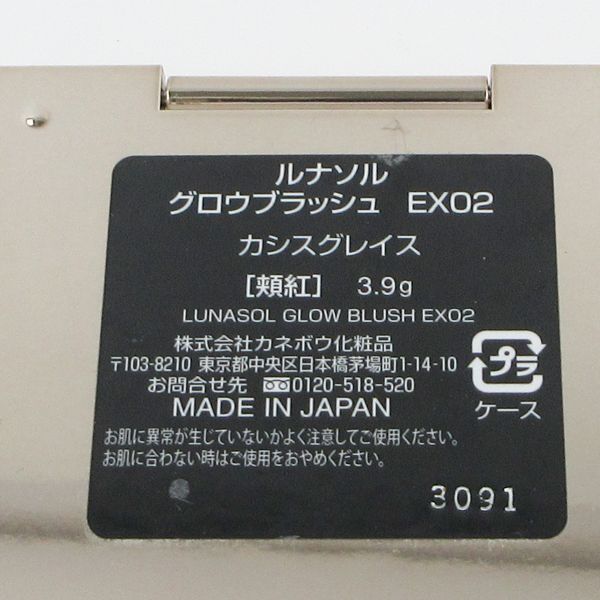 ルナソル
グロウブラッシュ EX02
カシスグレイス
[頬紅] 3.9g
LUNASOL GLOW BLUSH EX02
株式会社カネボウ化粧品
〒103-8210 東京都中央区日本橋茅場町1-14-10
お問合せ先 0120-518-520
MADE IN JAPAN
プラ
ケース
お肌に異常が生じていないかよく注意してご使用ください。
お肌に合わない時はご使用をおやめください。
3091